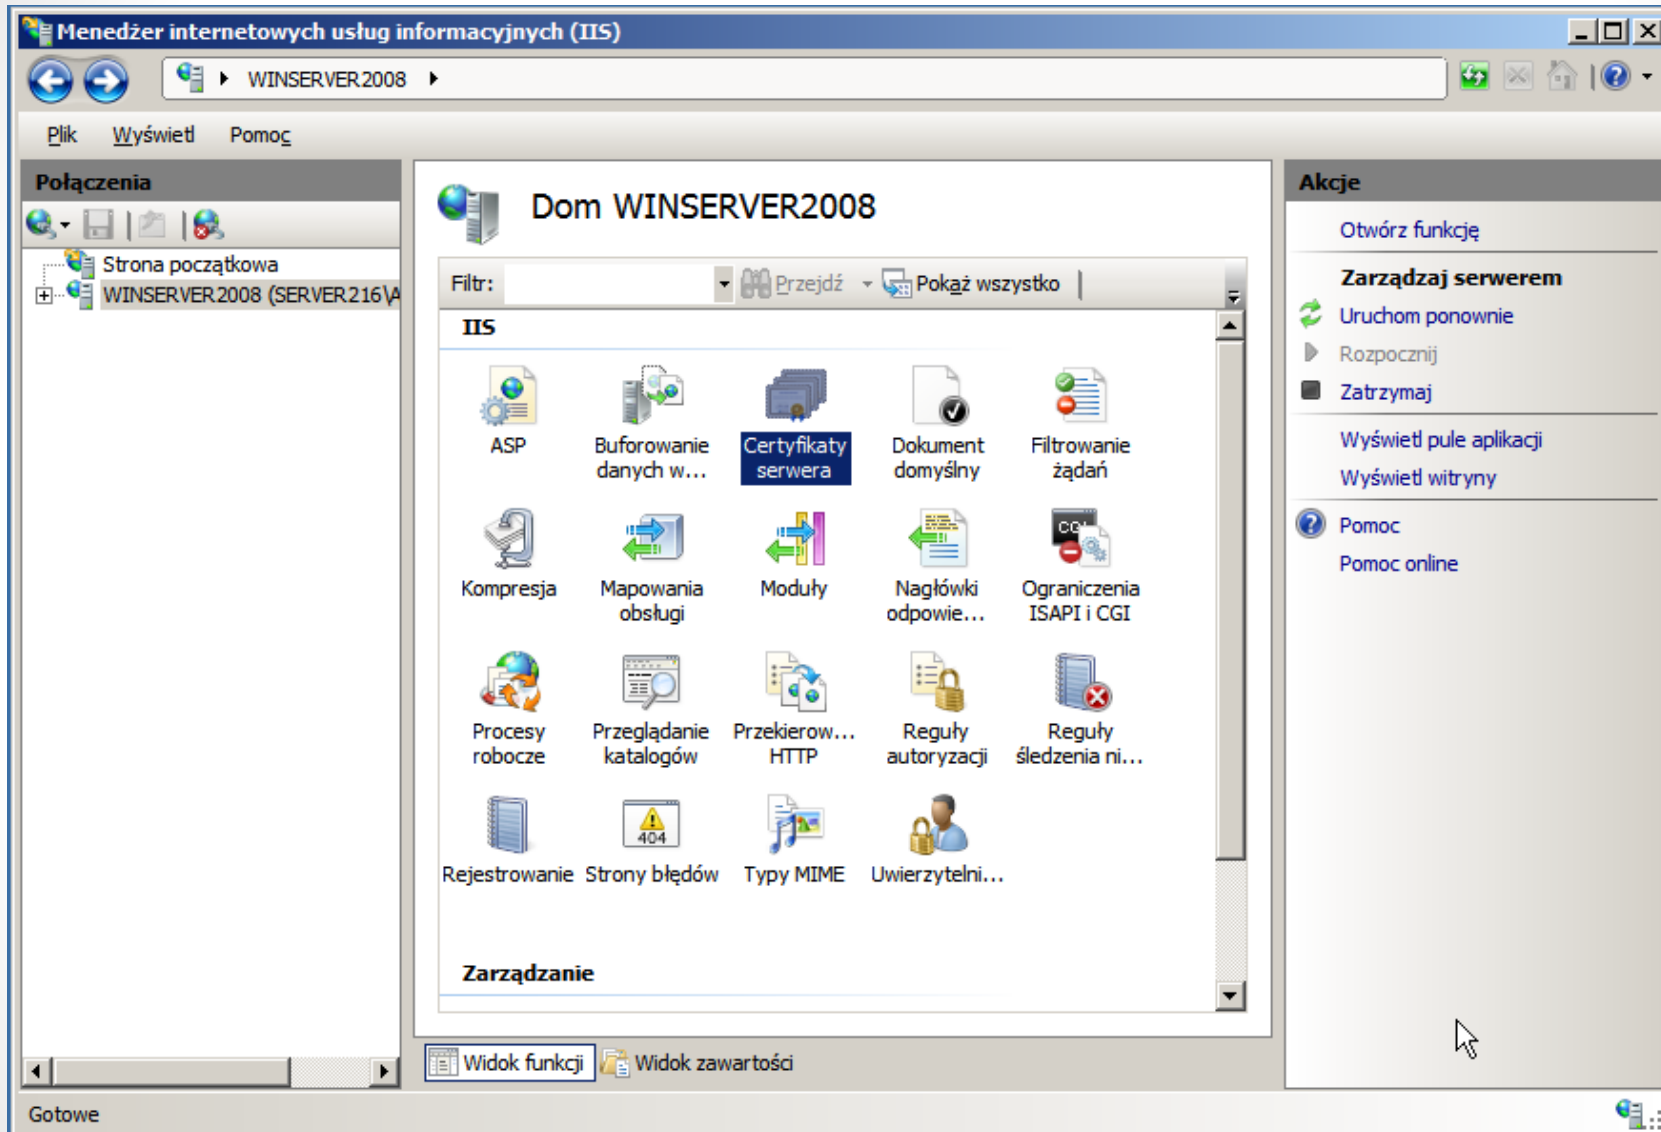 Menedżer internetowych usług informacyjnych (IIS)
WINSERVER2008
Plik Wyświetl Pomoc
Połączenia
Strona początkowa
WINSERVER2008 (SERVER216\A
Dom WINSERVER2008
Filtr: Przejdź Pokaż wszystko
IIS
ASP
Buforowanie
danych w...
Certyfikaty
serwera
Dokument
domyślny
Filtrowanie
żądań
Kompresja
Mapowania
obsługi
Moduły
Nagłówki
odpowie...
Ograniczenia
ISAPI i CGI
Procesy
robocze
Przeglądanie
katalogów
Przekierow...
HTTP
Reguły
autoryzacji
Reguły
śledzenia ni...
Rejestrowanie
404
Strony błędów
Typy MIME
Uwierzytelni...
Zarządzanie
Widok funkcji Widok zawartości
Akcje
Otwórz funkcję
Zarządzaj serwerem
Uruchom ponownie
Rozpocznij
Zatrzymaj
Wyświetl pule aplikacji
Wyświetl witryny
Pomoc
Pomoc online
Gotowe